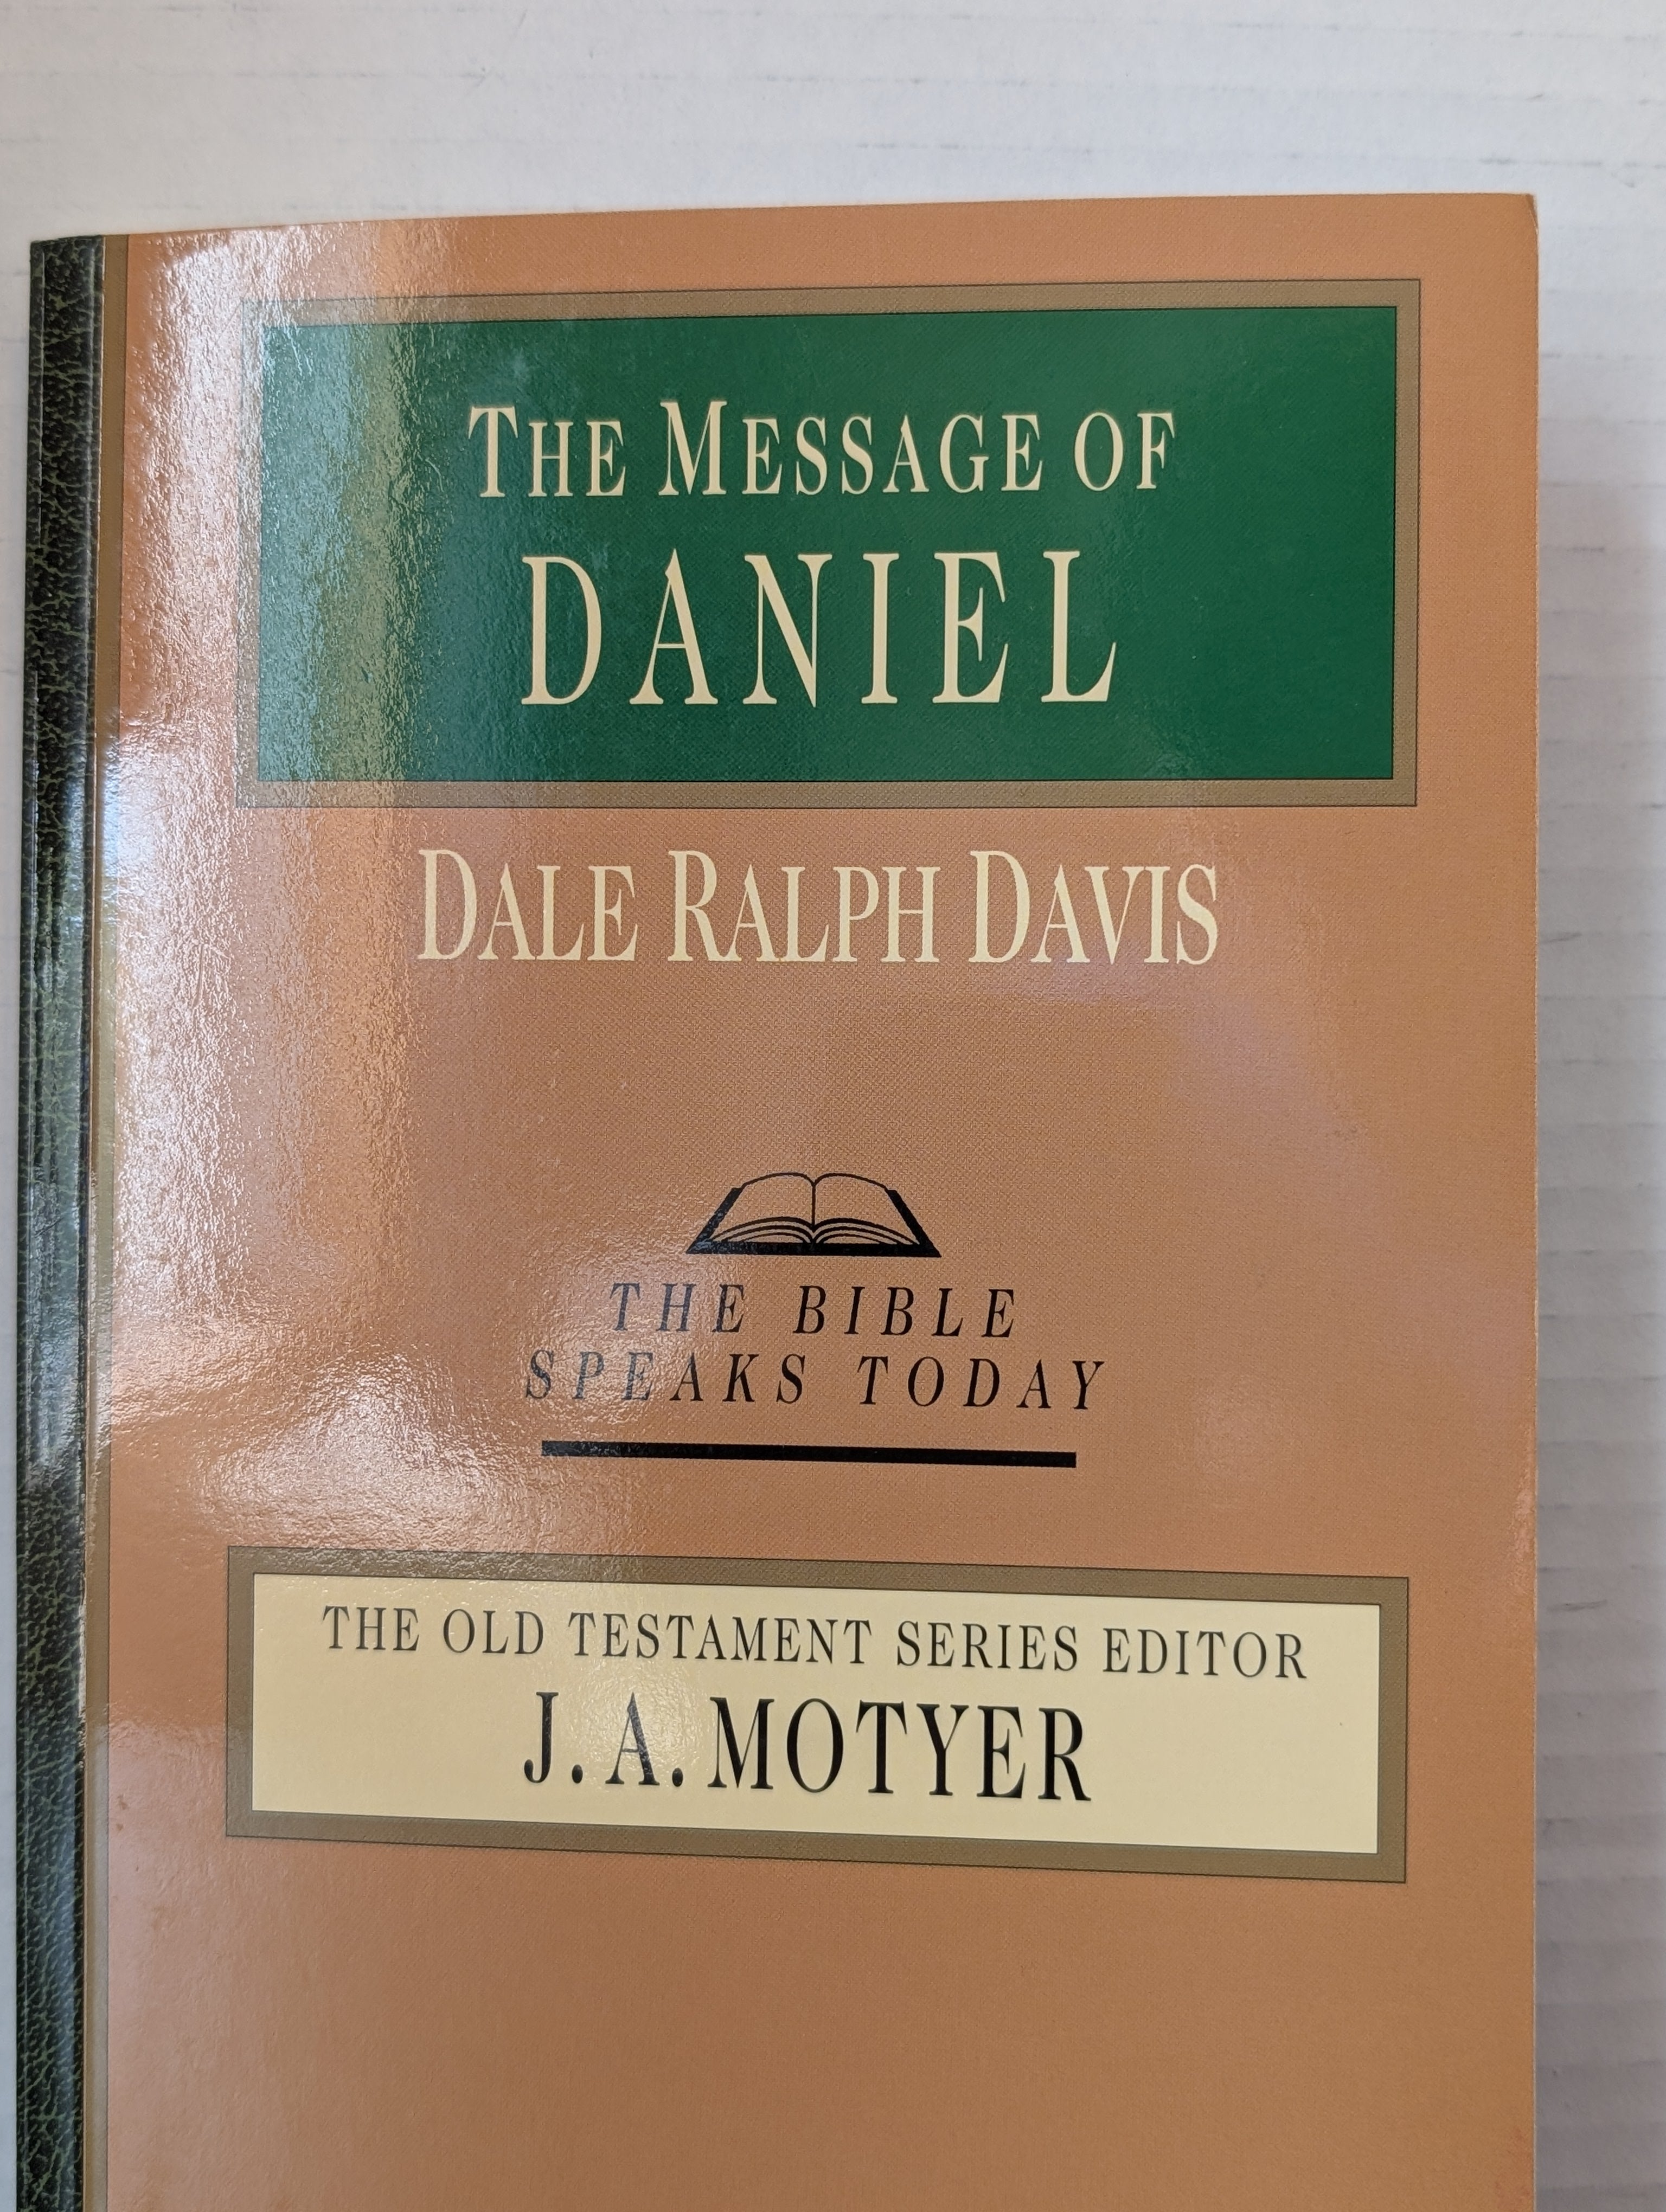 THE MESSAGE OF
DANIEL
DALE RALPH DAVIS
THE BIBLE
SPEAKS TODAY
THE OLD TESTAMENT SERIES EDITOR
J. A. MOTYER